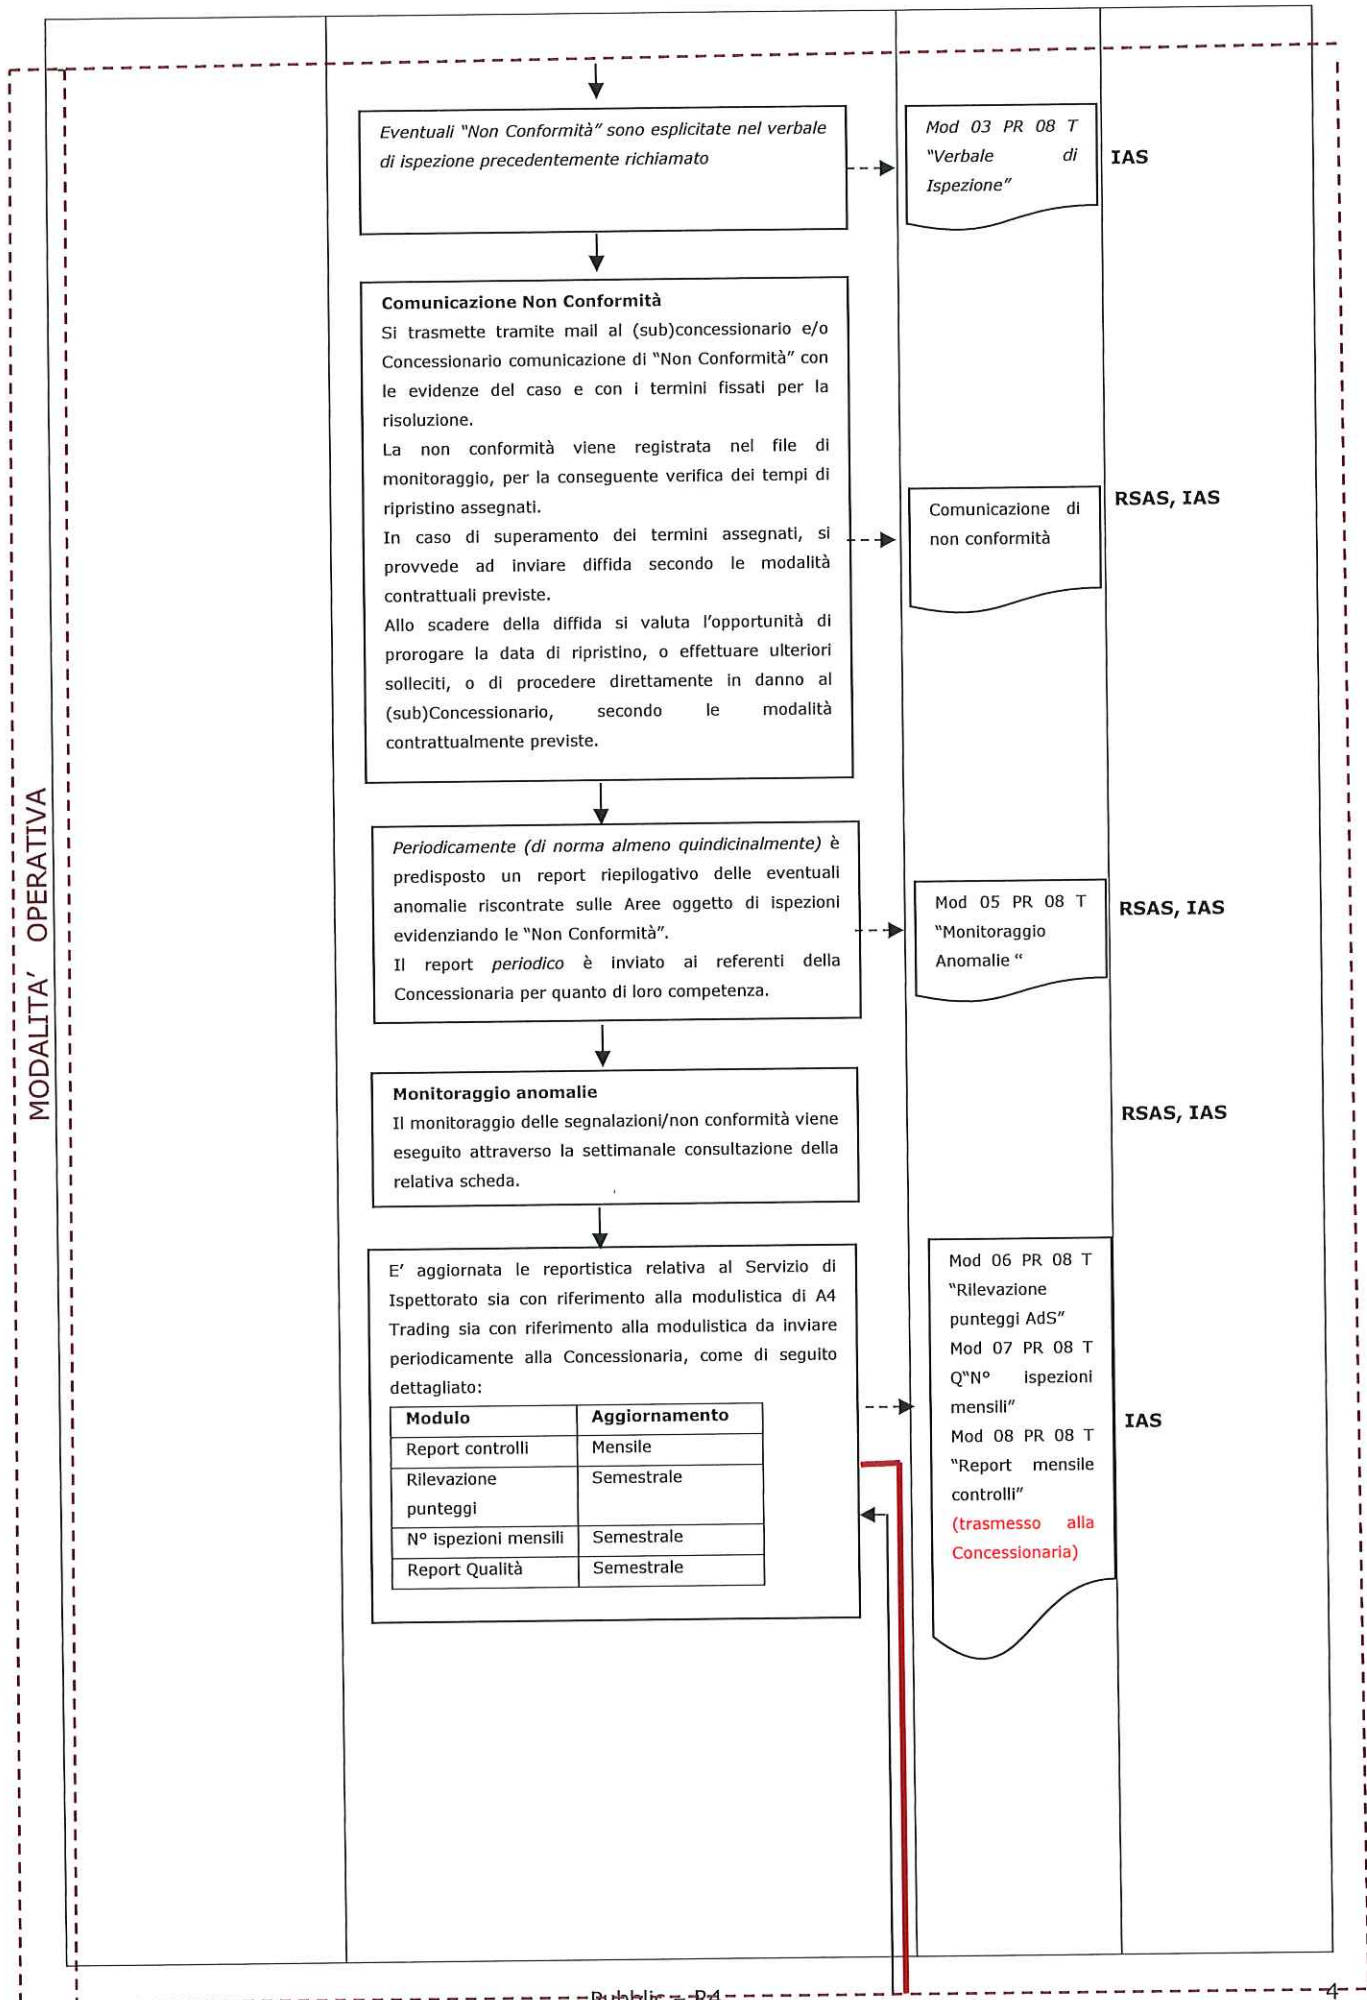 Eventuali "Non Conformità" sono esplicitate nel verbale
di ispezione precedentemente richiamato
Mod 03 PR 08 T
"Verbale di
Ispezione"
IAS
Comunicazione Non Conformità
Si trasmette tramite mail al (sub)concessionario e/o
Concessionario comunicazione di "Non Conformità" con
le evidenze del caso e con i termini fissati per la
risoluzione.
La non conformità viene registrata nel file di
monitoraggio, per la conseguente verifica dei tempi di
ripristino assegnati.
In caso di superamento dei termini assegnati, si
provvede ad inviare diffida secondo le modalità
contrattuali previste.
Allo scadere della diffida si valuta l'opportunità di
prorogare la data di ripristino, o effettuare ulteriori
solleciti, o di procedere direttamente in danno al
(sub)Concessionario, secondo le modalità
contrattualmente previste.
Comunicazione di
non conformità
RSAS, IAS
MODALITA' OPERATIVA
Periodicamente (di norma almeno quindicinalmente) è
predisposto un report riepilogativo delle eventuali
anomalie riscontrate sulle Aree oggetto di ispezioni
evidenziando le "Non Conformità".
Il report periodico è inviato ai referenti della
Concessionaria per quanto di loro competenza.
Mod 05 PR 08 T
"Monitoraggio
Anomalie "
RSAS, IAS
Monitoraggio anomalie
Il monitoraggio delle segnalazioni/non conformità viene
eseguito attraverso la settimanale consultazione della
relativa scheda.
RSAS, IAS
E' aggiornata le reportistica relativa al Servizio di
Ispettorato sia con riferimento alla modulistica di A4
Trading sia con riferimento alla modulistica da inviare
periodicamente alla Concessionaria, come di seguito
dettagliato:
Modulo Aggiornamento
Report controlli Mensile
Rilevazione Semestrale
punteggi
N° ispezioni mensili Semestrale
Report Qualità Semestrale
Mod 06 PR 08 T
"Rilevazione
punteggi AdS"
Mod 07 PR 08 T
Q"N° ispezioni
mensili"
Mod 08 PR 08 T
"Report mensile
controlli"
(trasmesso alla
Concessionaria)
IAS
Pubblic – P4
4